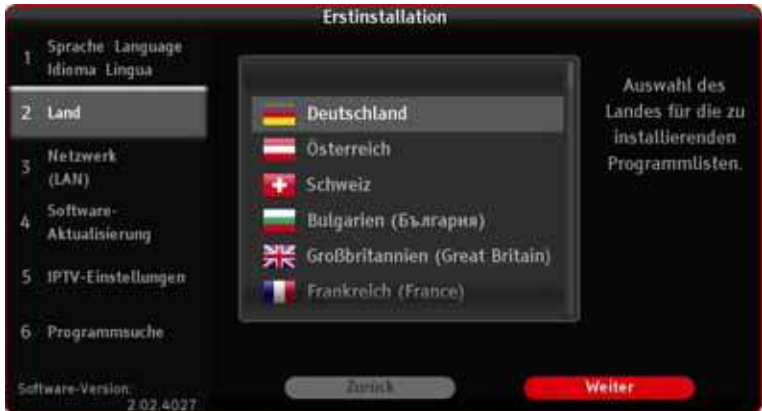 Erstinstallation
1 Sprache Language
Idioma Lingua
2 Land
3 Netzwerk
(LAN)
4 Software-
Aktualisierung
5 IPTV-Einstellungen
6 Programmsuche
Software-Version:
2.02.4027
Deutschland
Österreich
Schweiz
Bulgarien (България)
Großbritannien (Great Britain)
Frankreich (France)
Auswahl des
Landes für die zu
installierenden
Programmlisten.
Zurück
Weiter